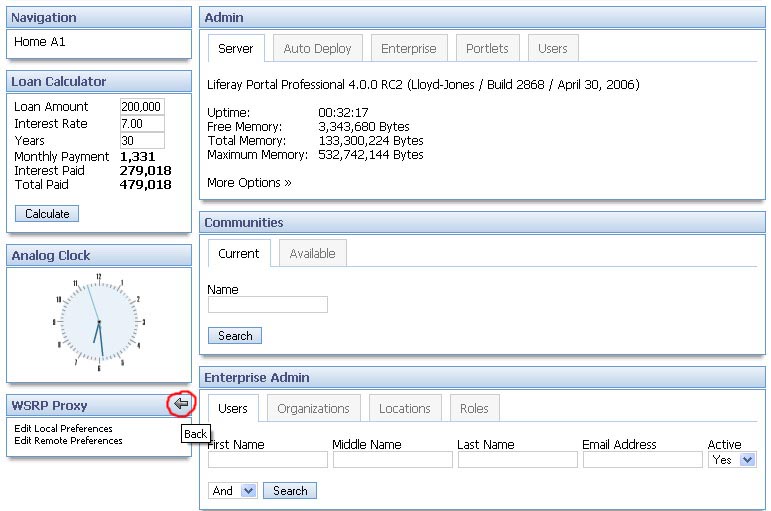 Navigation
Home A1
Loan Calculator
Loan Amount 200,000
Interest Rate 7.00
Years 30
Monthly Payment 1,331
Interest Paid 279,018
Total Paid 479,018
Calculate
Analog Clock
12
1
2
3
4
5
6
7
8
9
10
11
WSRP Proxy
Back
Edit Local Preferences
Edit Remote Preferences
Admin
Server Auto Deploy Enterprise Portlets Users
Liferay Portal Professional 4.0.0 RC2 (Lloyd-Jones / Build 2868 / April 30, 2006)
Uptime: 00:32:17
Free Memory: 3,343,680 Bytes
Total Memory: 133,300,224 Bytes
Maximum Memory: 532,742,144 Bytes
More Options »
Communities
Current Available
Name
Search
Enterprise Admin
Users Organizations Locations Roles
First Name Middle Name Last Name Email Address Active
Yes
And Search